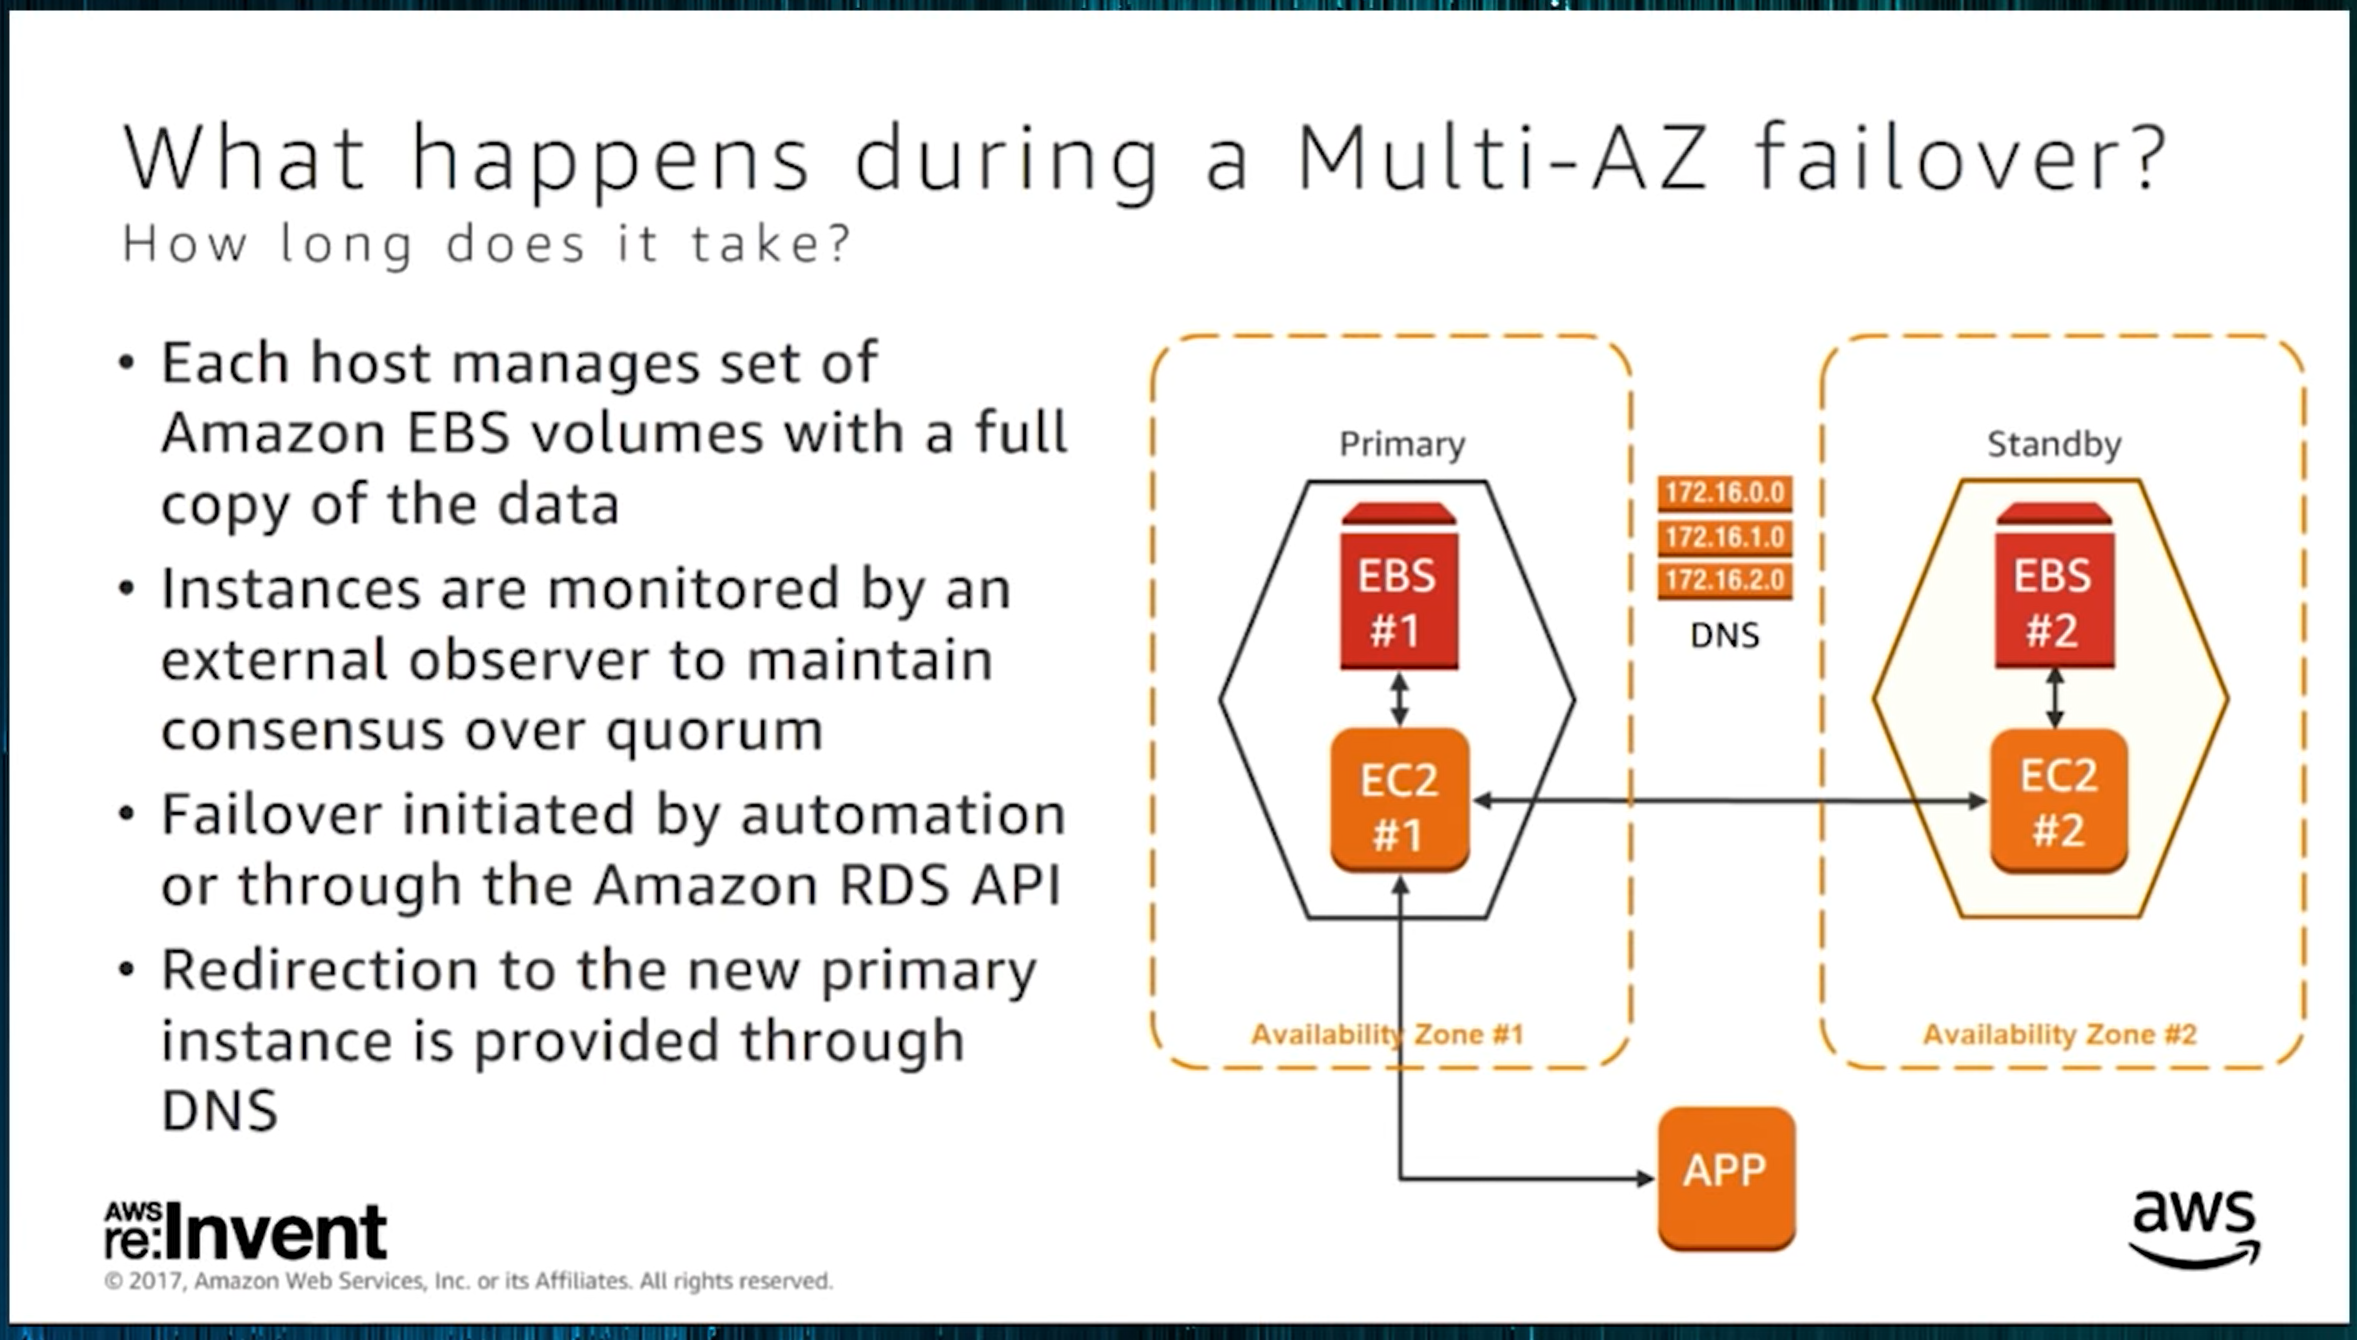 What happens during a Multi-AZ failover?
How long does it take?
• Each host manages set of
Amazon EBS volumes with a full
copy of the data
• Instances are monitored by an
external observer to maintain
consensus over quorum
• Failover initiated by automation
or through the Amazon RDS API
• Redirection to the new primary
instance is provided through
DNS
Primary
EBS
#1
EC2
#1
Availability Zone #1
172.16.0.0
172.16.1.0
172.16.2.0
DNS
Standby
EBS
#2
EC2
#2
Availability Zone #2
APP
AWS
re:Invent
© 2017, Amazon Web Services, Inc. or its Affiliates. All rights reserved.
aws